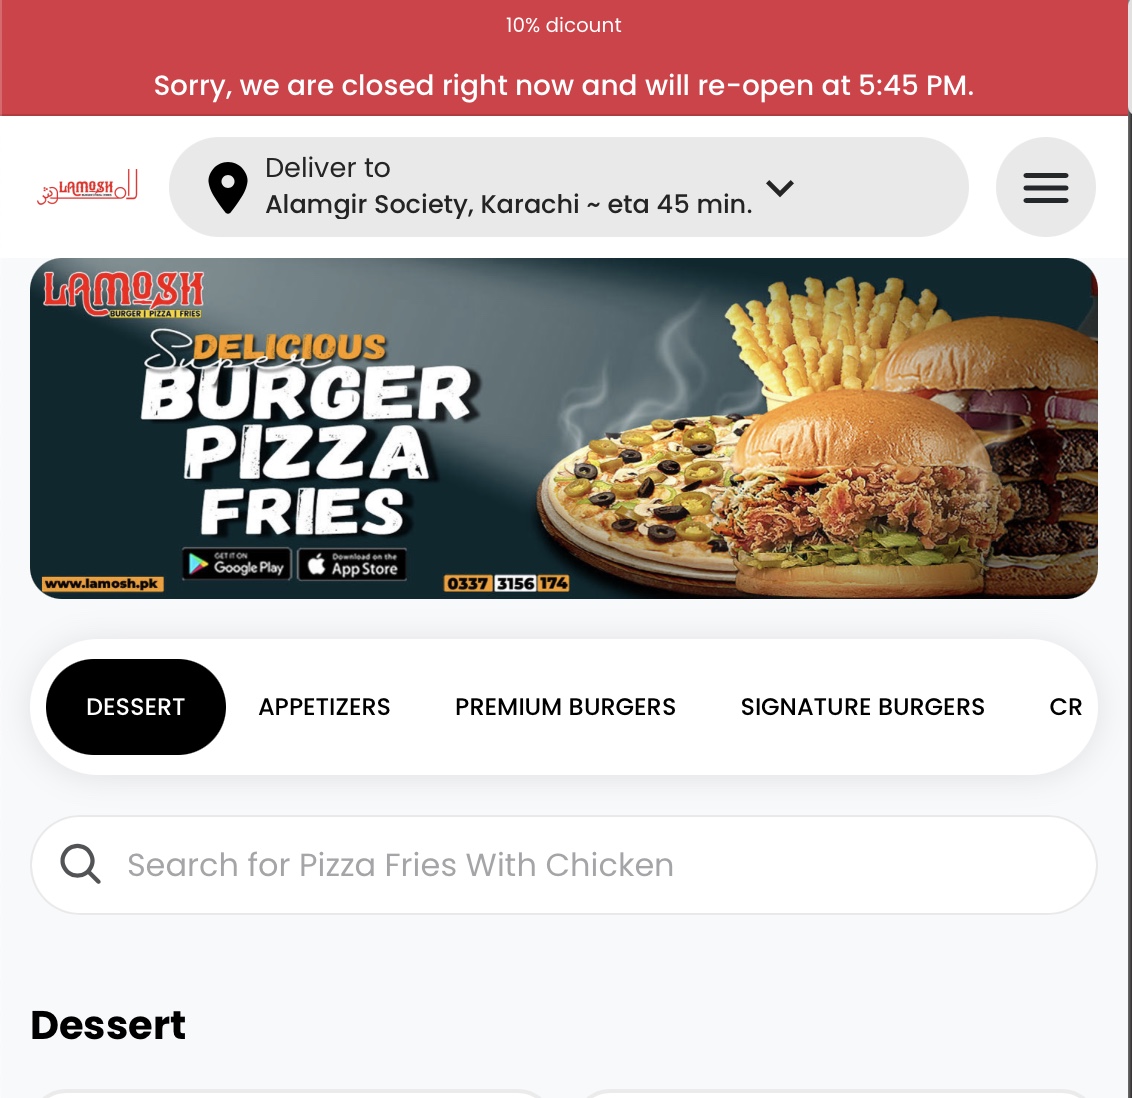 10% dicount
Sorry, we are closed right now and will re-open at 5:45 PM.
LAMOSH
Deliver to
Alamgir Society, Karachi ~ eta 45 min.
LAMOSH
BURGER | PIZZA | FRIES
Super
DELICIOUS
BURGER
PIZZA
FRIES
GET IT ON
Google Play
Download on the
App Store
www.lamosh.pk
0337 3156 174
DESSERT
APPETIZERS
PREMIUM BURGERS
SIGNATURE BURGERS
CR
Search for Pizza Fries With Chicken
Dessert